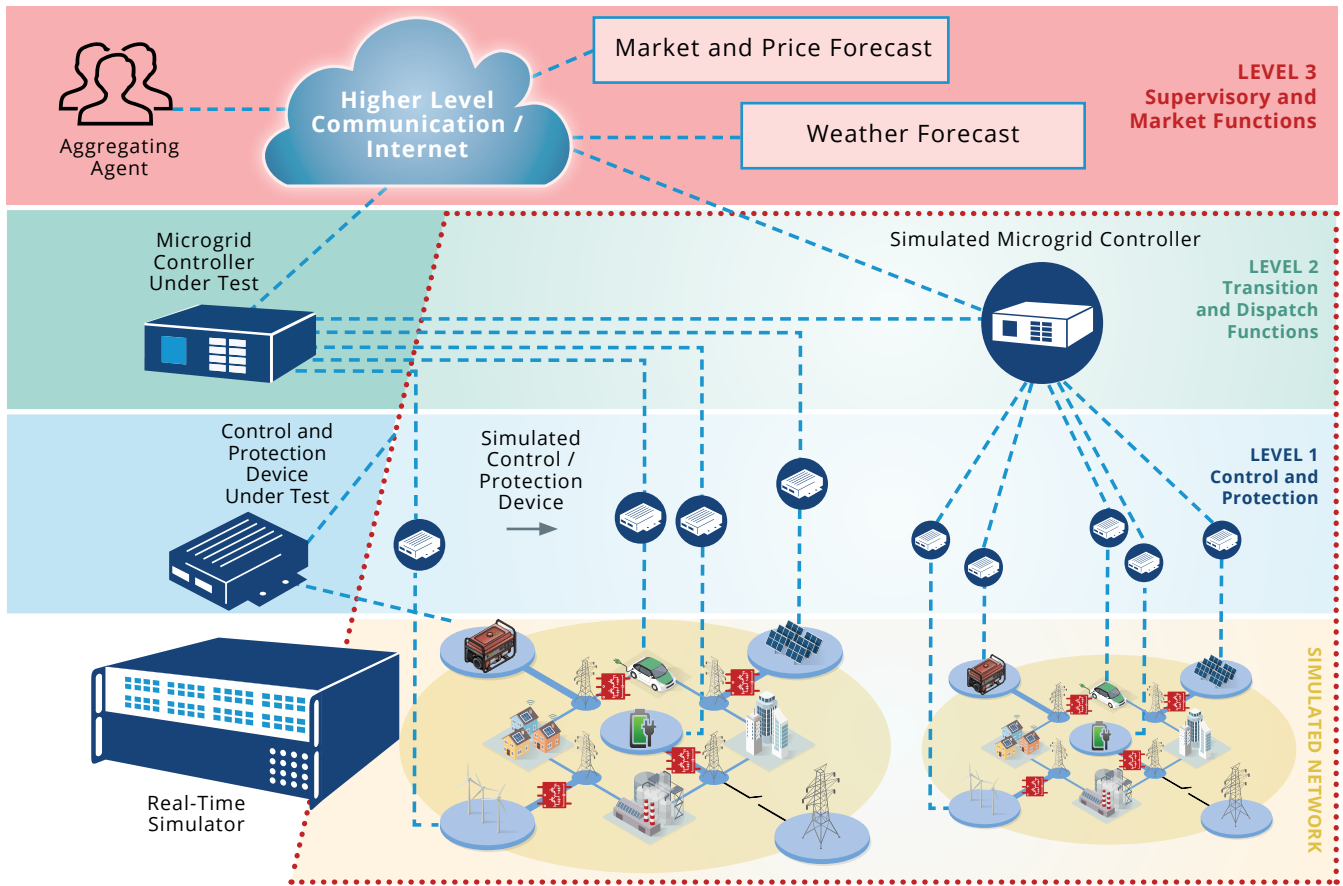 Market and Price Forecast
LEVEL 3
Supervisory and
Market Functions
Higher Level
Communication /
Internet
Weather Forecast
Aggregating
Agent
Microgrid
Controller
Under Test
Simulated Microgrid Controller
LEVEL 2
Transition
and Dispatch
Functions
Control and
Protection
Device
Under Test
Simulated
Control /
Protection
Device
LEVEL 1
Control and
Protection
Real-Time
Simulator
SIMULATED NETWORK